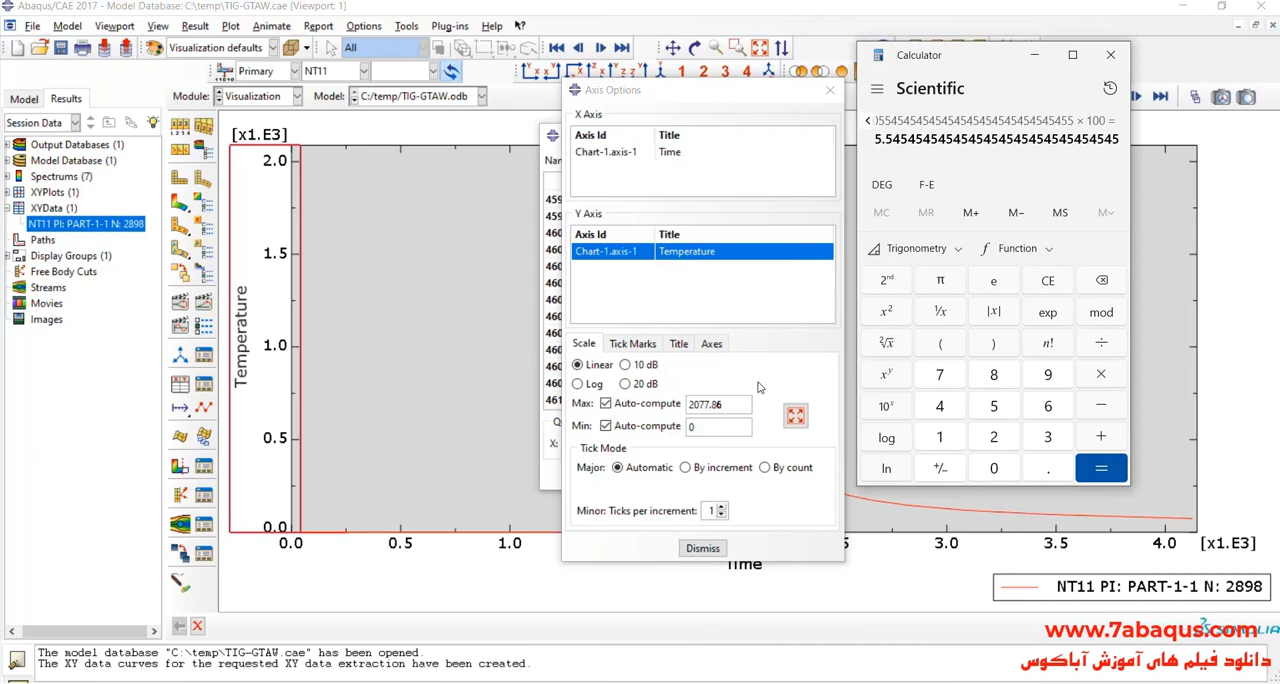 Abaqus/CAE 2017 - Model Database: C:\temp\TIG-GTAW.cae [Viewport: 1]
File Model Viewport View Result Plot Animate Report Options Tools Plug-ins Help
Visualization defaults All
Primary NT11 1 2 3 4
Model Results Module: Visualization Model: C:/temp/TIG-GTAW.odb
Session Data
Output Databases (1)
Model Database (1)
Spectrums (7)
XYPlots (1)
XYData (1)
NT11 PI: PART-1-1 N: 2898
Paths
Display Groups (1)
Free Body Cuts
Streams
Movies
Images
[x1.E3]
2.0
1.5
1.0
0.5
0.0
Temperature
0.0 0.5 1.0 3.0 3.5 4.0 [x1.E3]
Time
NT11 PI: PART-1-1 N: 2898
X:
Axis Options
X Axis
Axis Id Title
Chart-1.axis-1 Time
Y Axis
Axis Id Title
Chart-1.axis-1 Temperature
Scale Tick Marks Title Axes
Linear 10 dB
Log 20 dB
Max: Auto-compute 2077.86
Min: Auto-compute 0
Tick Mode
Major: Automatic By increment By count
Minor: Ticks per increment: 1
Dismiss
Calculator
Scientific
DEG F-E
MC MR M+ M- MS M
Trigonometry Function
2nd π e CE
x² ¹/x |x| exp mod
²√x ( ) n! ÷
xʸ 7 8 9 ×
10ˣ 4 5 6 −
log 1 2 3 +
ln +/− 0 . =
The model database "C:\temp\TIG-GTAW.cae" has been opened.
The XY data curves for the requested XY data extraction have been created.
SIMULIA
www.7abaqus.com
دانلود فیلم های آموزش آباکوس